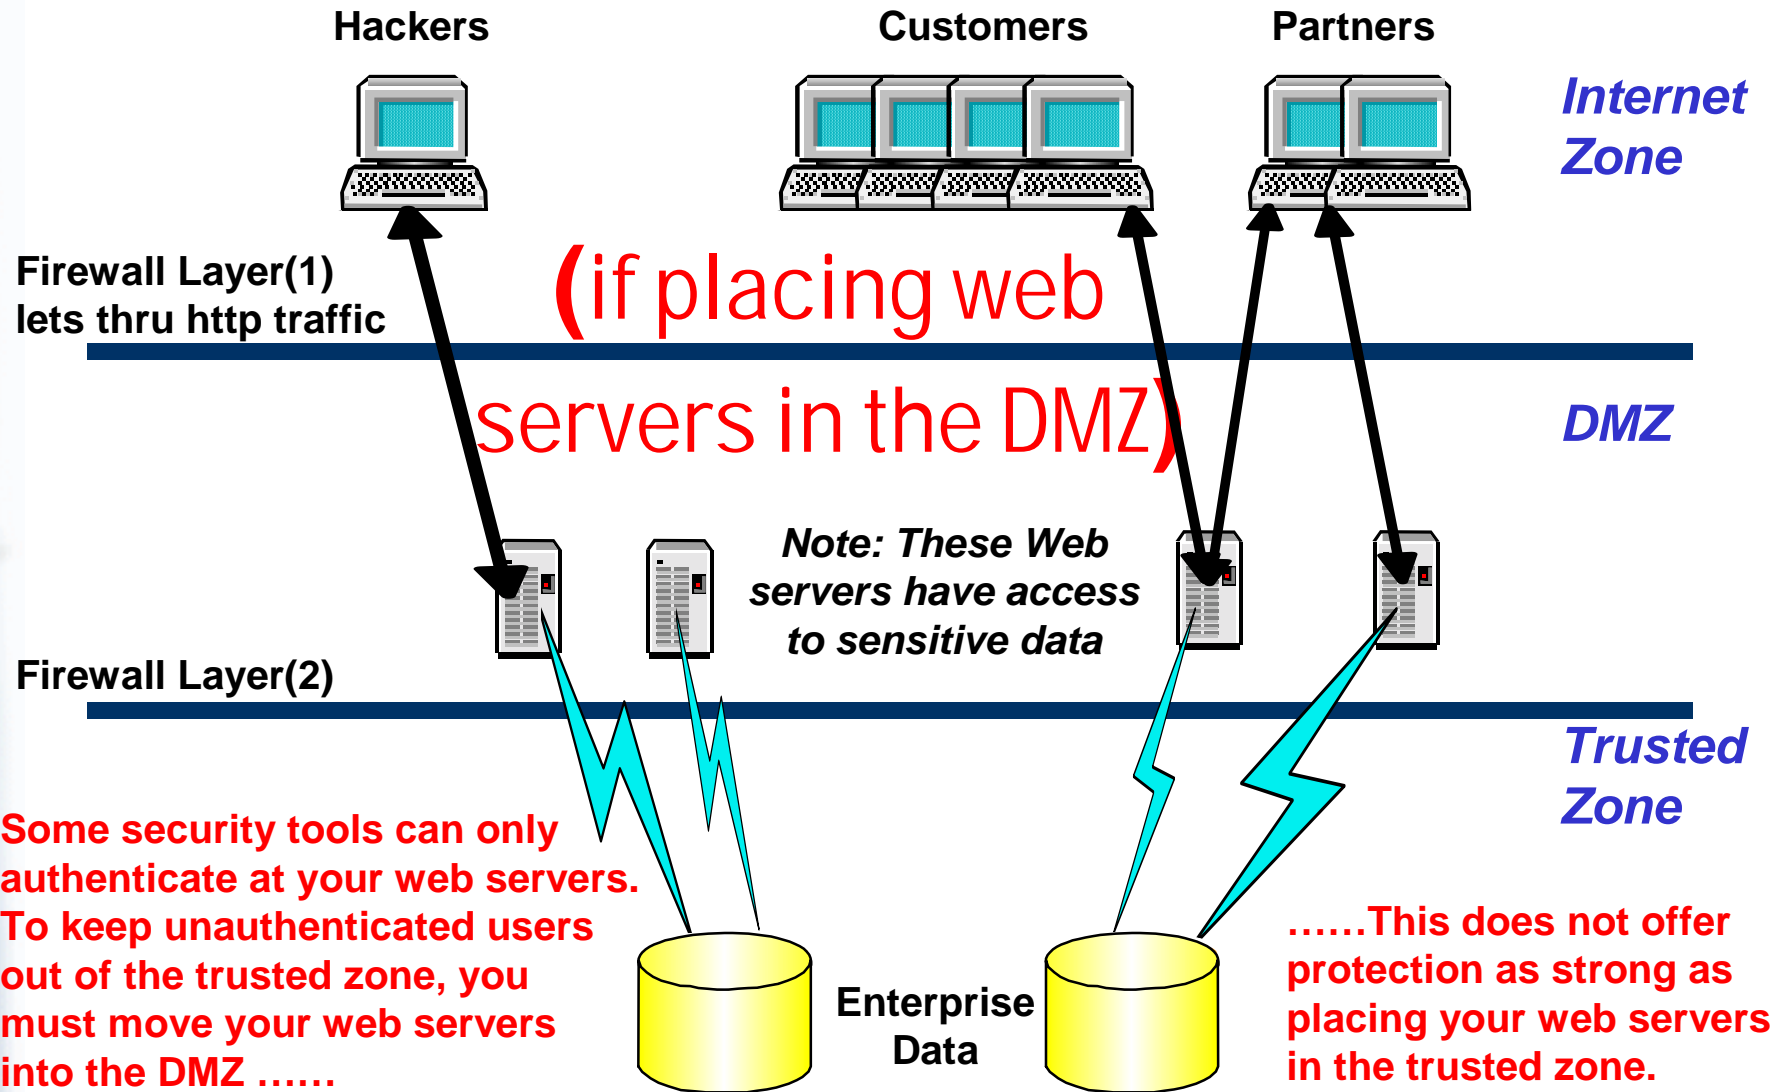 Hackers
Customers
Partners
Internet
Zone
Firewall Layer(1)
lets thru http traffic
(if placing web
servers in the DMZ)
DMZ
Note: These Web
servers have access
to sensitive data
Firewall Layer(2)
Trusted
Zone
Some security tools can only
authenticate at your web servers.
To keep unauthenticated users
out of the trusted zone, you
must move your web servers
into the DMZ ......
Enterprise
Data
......This does not offer
protection as strong as
placing your web servers
in the trusted zone.